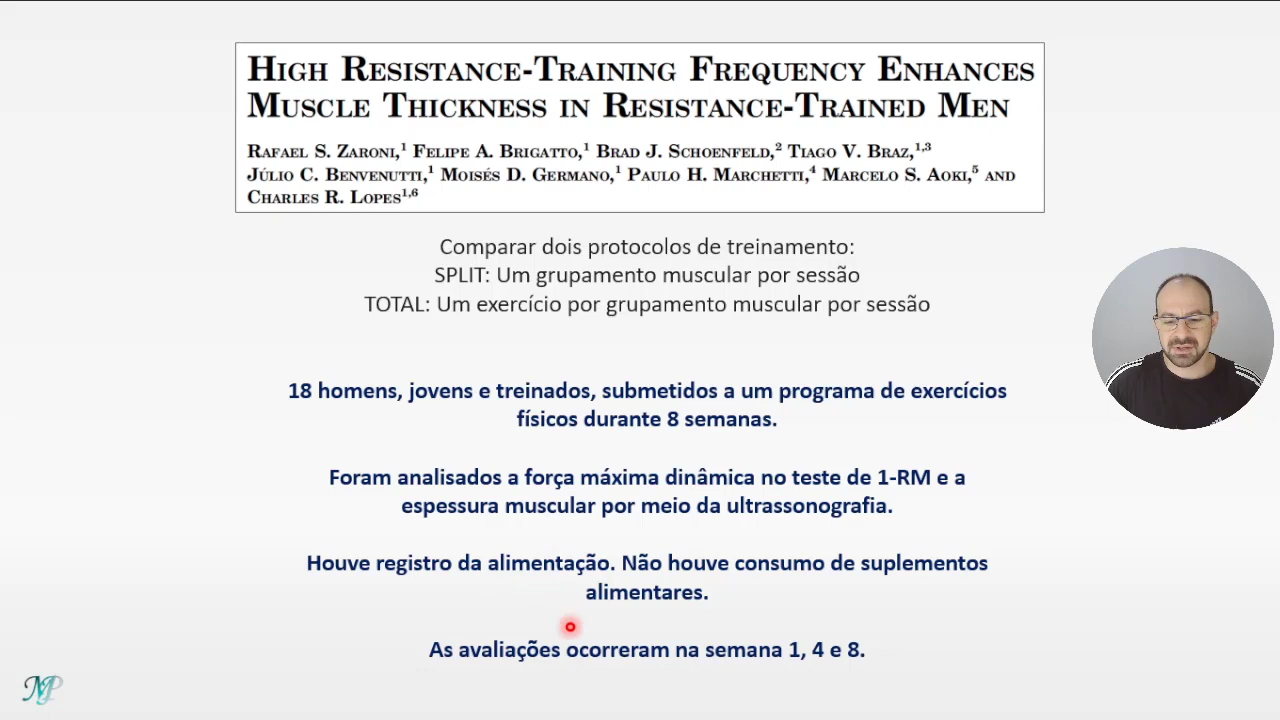 High Resistance-Training Frequency Enhances
Muscle Thickness in Resistance-Trained Men
Rafael S. Zaroni,¹ Felipe A. Brigatto,¹ Brad J. Schoenfeld,² Tiago V. Braz,¹,³
Júlio C. Benvenutti,¹ Moisés D. Germano,¹ Paulo H. Marchetti,⁴ Marcelo S. Aoki,⁵ and
Charles R. Lopes¹,⁶
Comparar dois protocolos de treinamento:
SPLIT: Um grupamento muscular por sessão
TOTAL: Um exercício por grupamento muscular por sessão
18 homens, jovens e treinados, submetidos a um programa de exercícios
físicos durante 8 semanas.
Foram analisados a força máxima dinâmica no teste de 1-RM e a
espessura muscular por meio da ultrassonografia.
Houve registro da alimentação. Não houve consumo de suplementos
alimentares.
As avaliações ocorreram na semana 1, 4 e 8.
MP